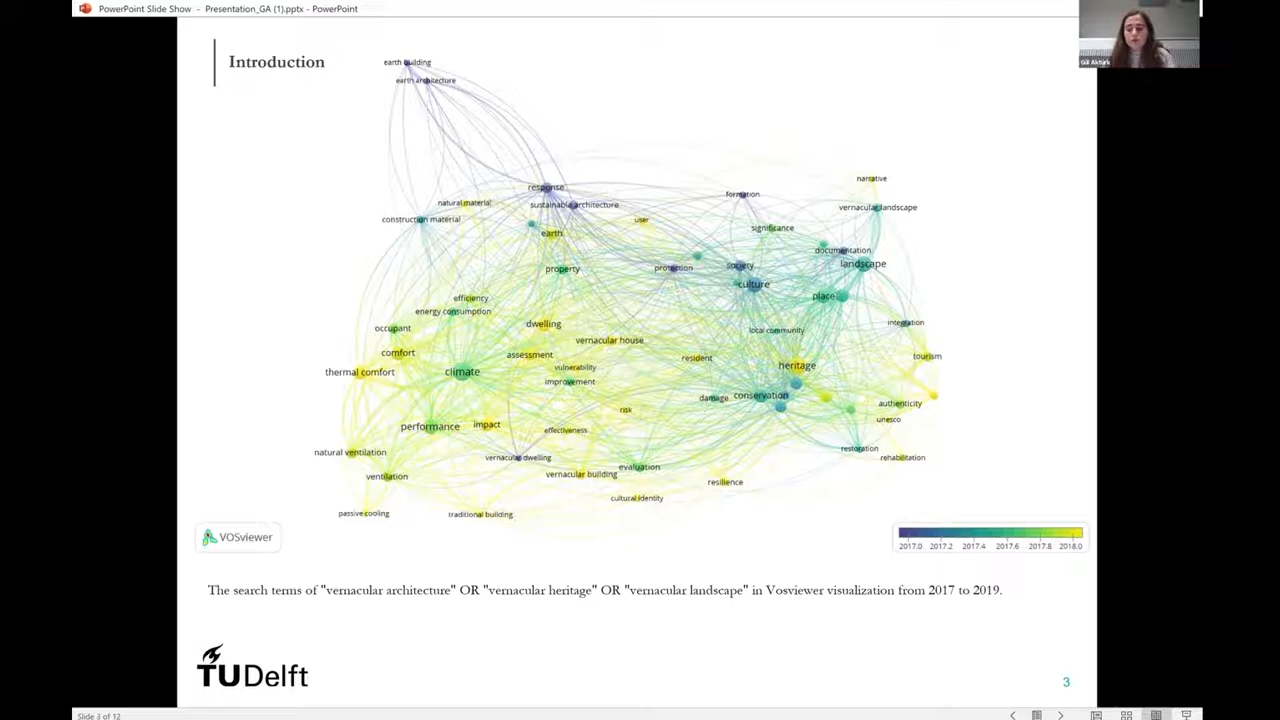 PowerPoint Slide Show - Presentation_GA (1).pptx - PowerPoint
Gül Aktürk
Introduction
earth building
earth architecture
response
narrative
formation
natural material
sustainable architecture
vernacular landscape
construction material
user
significance
earth
documentation
landscape
property
protection
society
culture
place
efficiency
energy consumption
occupant
dwelling
local community
integration
vernacular house
comfort
assessment
resident
tourism
thermal comfort
climate
vulnerability
heritage
improvement
damage
conservation
authenticity
risk
unesco
performance
impact
effectiveness
natural ventilation
vernacular dwelling
restoration
rehabilitation
ventilation
vernacular building
evaluation
resilience
cultural identity
passive cooling
traditional building
VOSviewer
2017.0 2017.2 2017.4 2017.6 2017.8 2018.0
The search terms of "vernacular architecture" OR "vernacular heritage" OR "vernacular landscape" in Vosviewer visualization from 2017 to 2019.
TUDelft
3
Slide 3 of 12